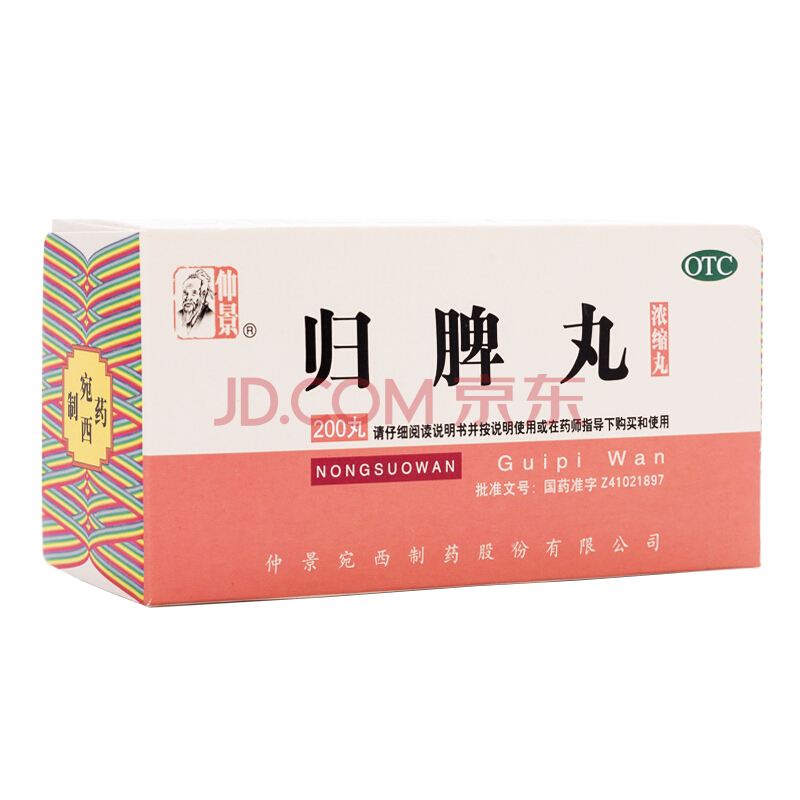 仲景
®
OTC
归脾丸
浓缩丸
JD.COM 京东
200丸 请仔细阅读说明书并按说明使用或在药师指导下购买和使用
NONGSUOWAN
Guipi Wan
批准文号：国药准字 Z41021897
仲景宛西制药股份有限公司
宛西制药